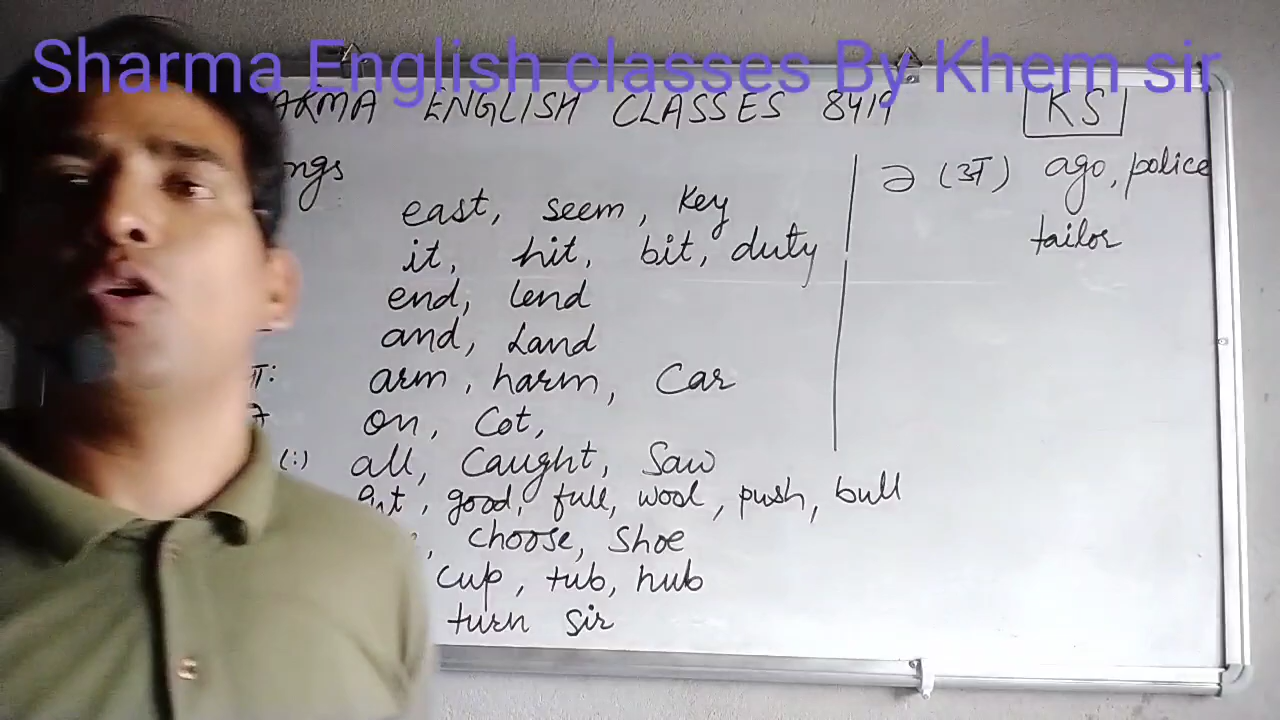 Sharma English classes By Khem sir
ENGLISH CLASSES 8419
KS
east, seem, Key
it, hit, bit, duty
end, lend
and, Land
arm, harm, Car
on, Cot,
(:) all, Caught, Saw
good, full, wool, push, bull
choose, Shoe
cup, tub, hub
turn sir
ə (अ) ago, police
tailor